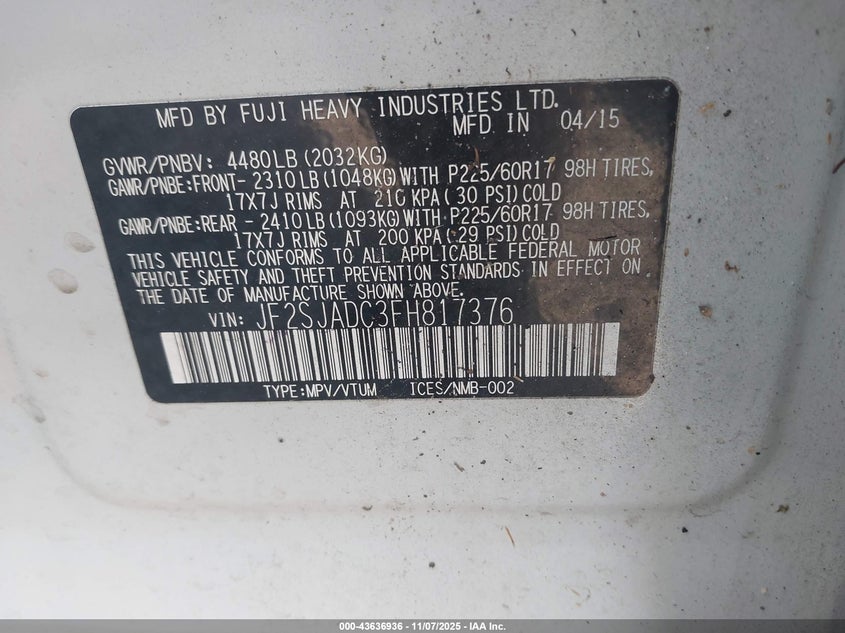 MFD BY FUJI HEAVY INDUSTRIES LTD.
MFD IN 04/15
GVWR/PNBV: 4480LB (2032KG)
GAWR/PNBE: FRONT- 2310LB (1048KG) WITH P225/60R17 98H TIRES,
17X7J RIMS AT 210 KPA (30 PSI) COLD
GAWR/PNBE: REAR - 2410LB (1093KG) WITH P225/60R17 98H TIRES,
17X7J RIMS AT 200 KPA (29 PSI) COLD
THIS VEHICLE CONFORMS TO ALL APPLICABLE FEDERAL MOTOR
VEHICLE SAFETY AND THEFT PREVENTION STANDARDS IN EFFECT ON
THE DATE OF MANUFACTURE SHOWN ABOVE.
VIN: JF2SJADC3FH817376
TYPE:MPV/VTUM ICES/NMB-002
000-43636936 - 11/07/2025 - IAA Inc.